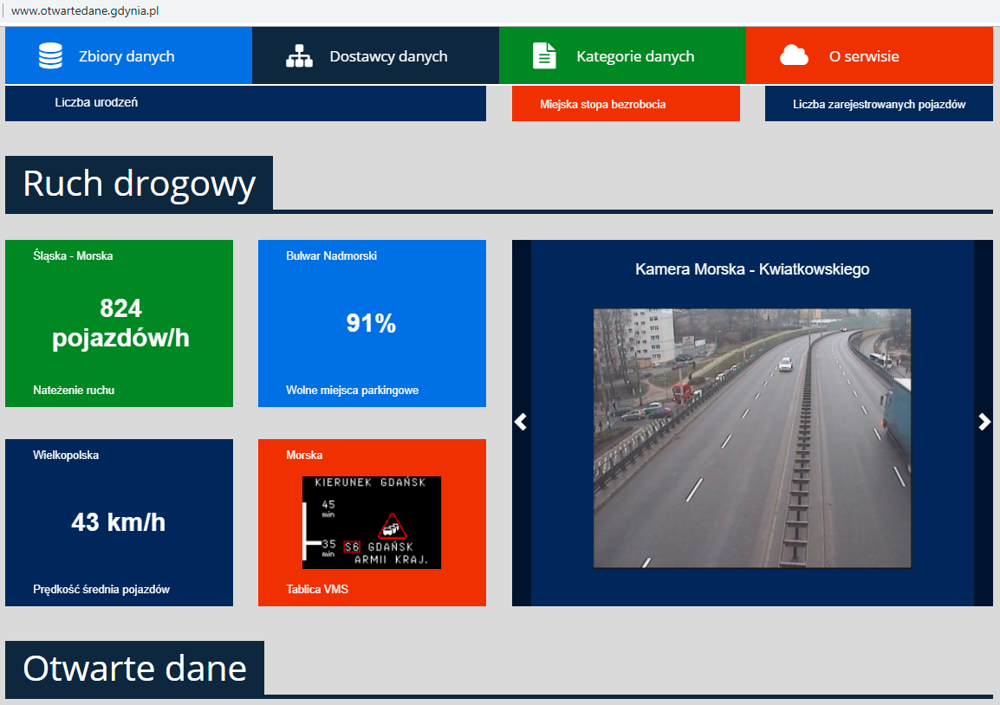 www.otwartedane.gdynia.pl
Zbiory danych
Dostawcy danych
Kategorie danych
O serwisie
Liczba urodzeń
Miejska stopa bezrobocia
Liczba zarejestrowanych pojazdów
Ruch drogowy
Śląska - Morska
824
pojazdów/h
Nateżenie ruchu
Bulwar Nadmorski
91%
Wolne miejsca parkingowe
Kamera Morska - Kwiatkowskiego
Wielkopolska
43 km/h
Prędkość średnia pojazdów
Morska
KIERUNEK GDAŃSK
45
min
35
min
S6 GDAŃSK
ARMII KRAJ.
Tablica VMS
Otwarte dane